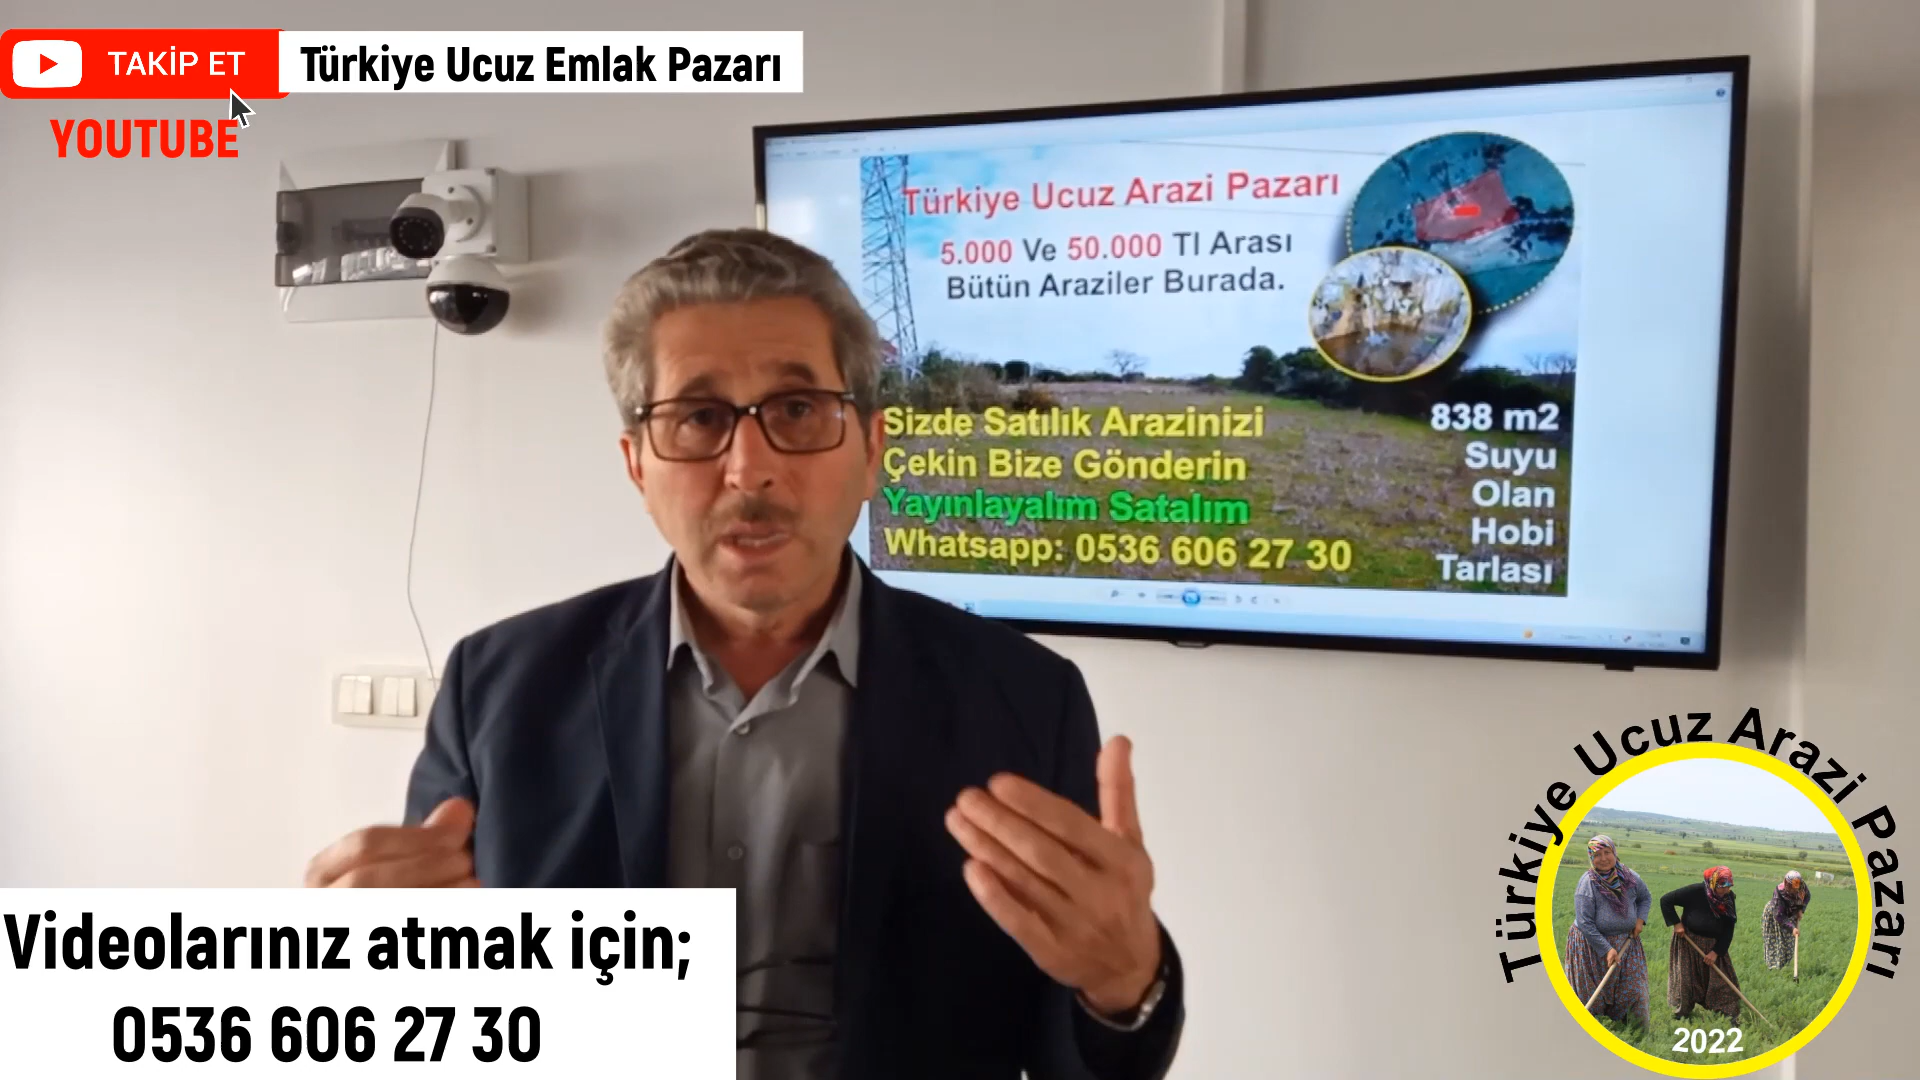 TAKİP ET
Türkiye Ucuz Emlak Pazarı
YOUTUBE
Türkiye Ucuz Arazi Pazarı
5.000 Ve 50.000 Tl Arası
Bütün Araziler Burada.
Sizde Satılık Arazinizi
Çekin Bize Gönderin
Yayınlayalım Satalım
Whatsapp: 0536 606 27 30
838 m2
Suyu
Olan
Hobi
Tarlası
Türkiye Ucuz Arazi Pazarı
2022
Videolarınız atmak için;
0536 606 27 30